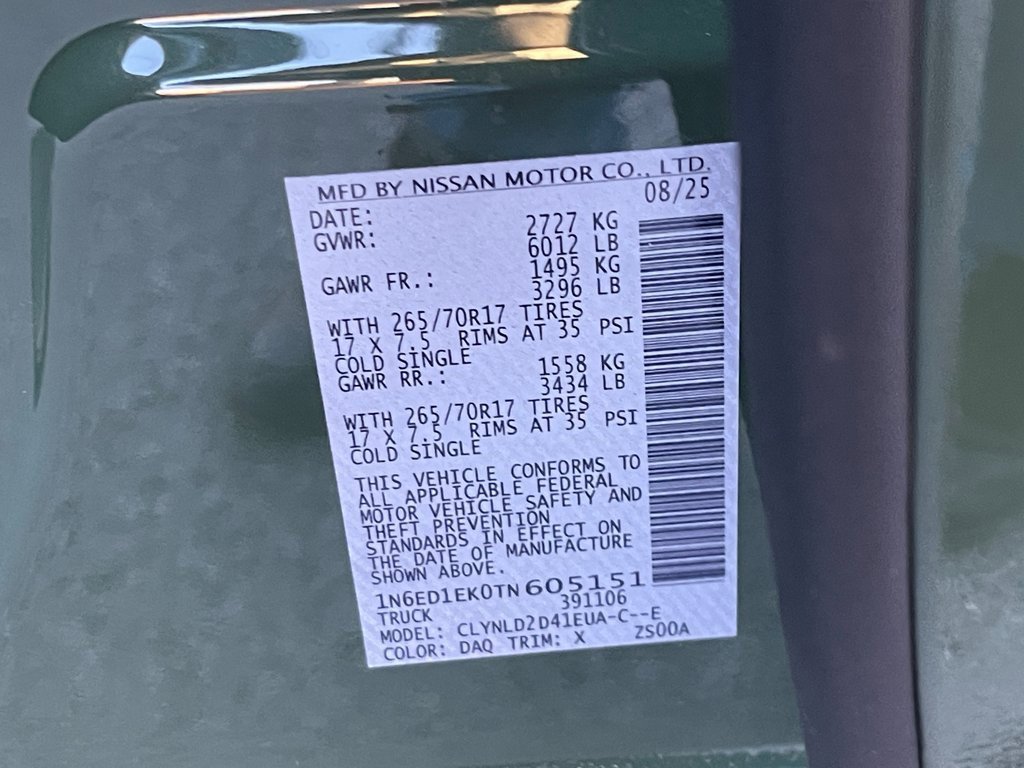 MFD BY NISSAN MOTOR CO., LTD.
DATE: 08/25
GVWR: 2727 KG
6012 LB
GAWR FR.: 1495 KG
3296 LB
WITH 265/70R17 TIRES
17 X 7.5 RIMS AT 35 PSI
COLD SINGLE
GAWR RR.: 1558 KG
3434 LB
WITH 265/70R17 TIRES
17 X 7.5 RIMS AT 35 PSI
COLD SINGLE
THIS VEHICLE CONFORMS TO
ALL APPLICABLE FEDERAL
MOTOR VEHICLE SAFETY AND
THEFT PREVENTION
STANDARDS IN EFFECT ON
THE DATE OF MANUFACTURE
SHOWN ABOVE.
1N6ED1EK0TN605151
TRUCK 391106
MODEL: CLYNLD2D41EUA-C--E
COLOR: DAQ TRIM: X ZS00A